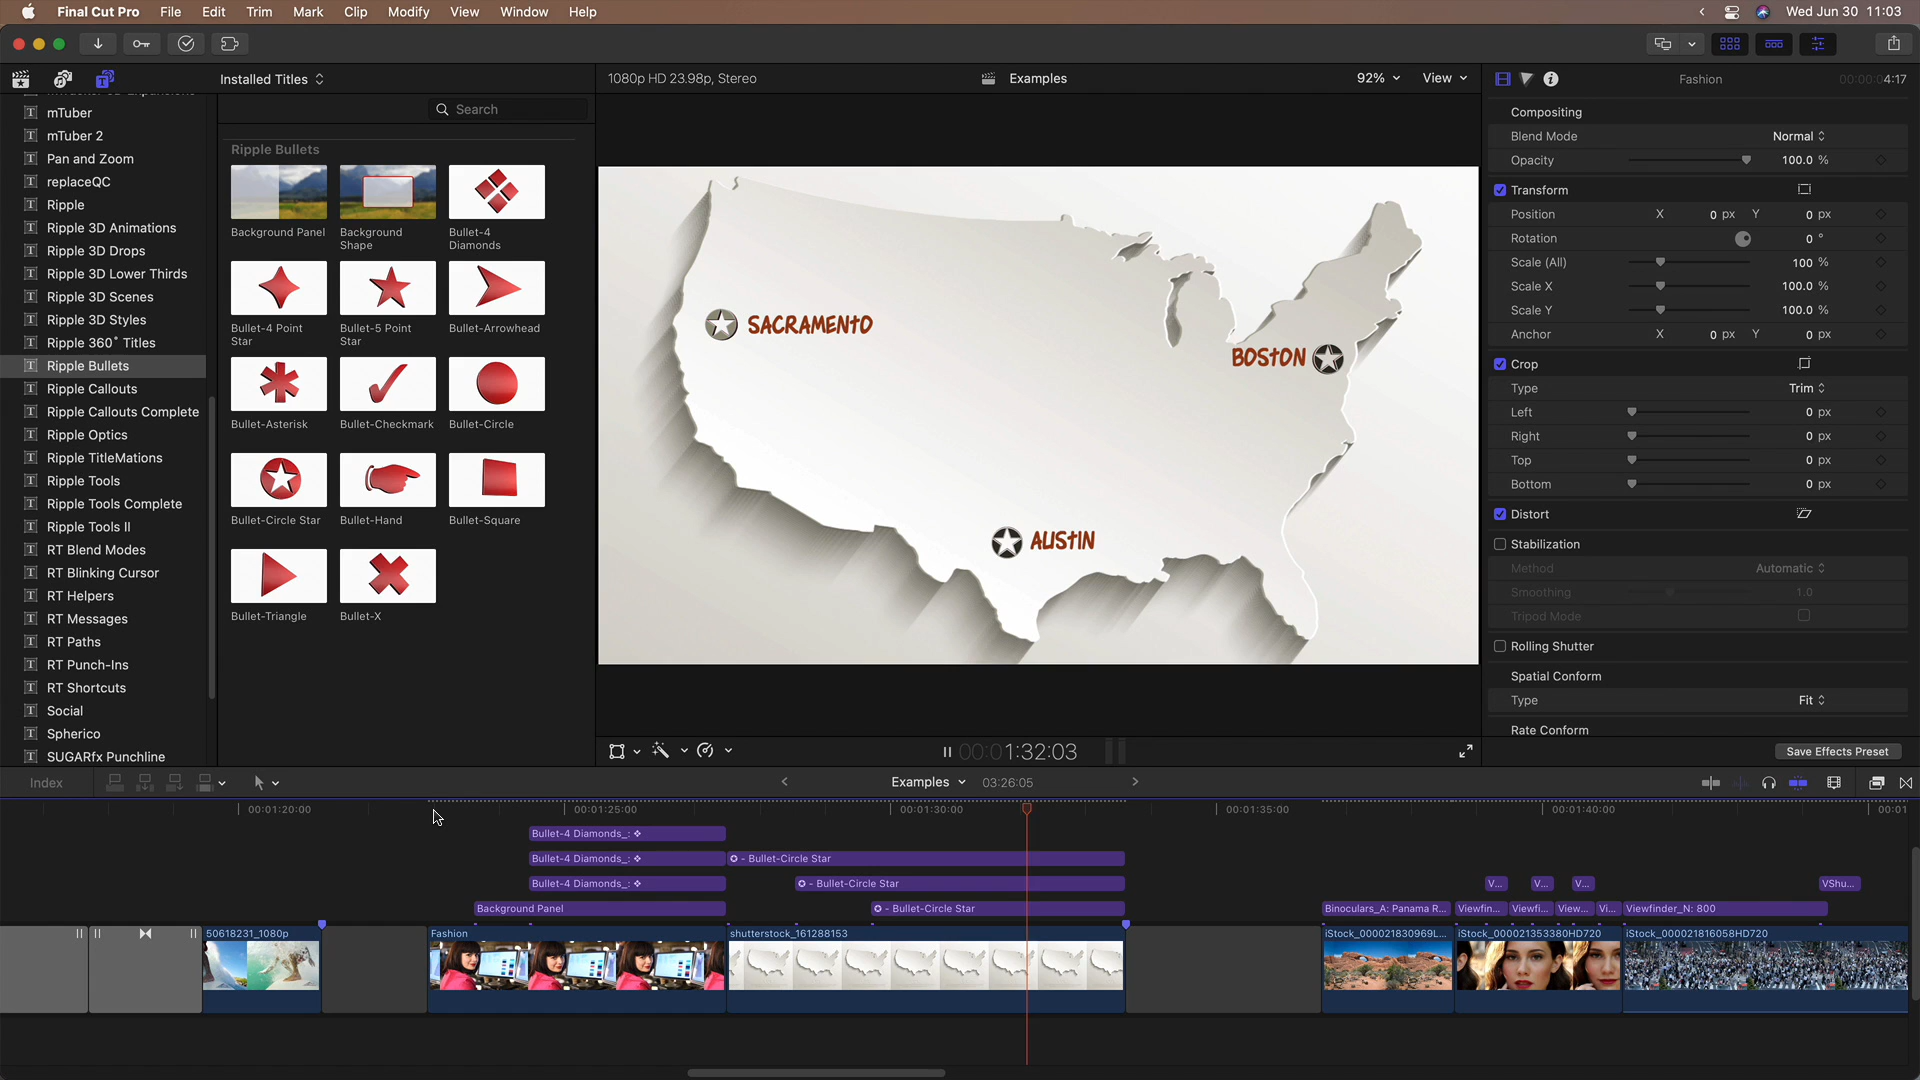 Final Cut Pro File Edit Trim Mark Clip Modify View Window Help Wed Jun 30 11:03
Installed Titles
1080p HD 23.98p, Stereo
Examples
92% View
Fashion
4:17
mTuber
mTuber 2
Pan and Zoom
replaceQC
Ripple
Ripple 3D Animations
Ripple 3D Drops
Ripple 3D Lower Thirds
Ripple 3D Scenes
Ripple 3D Styles
Ripple 360° Titles
Ripple Bullets
Ripple Callouts
Ripple Callouts Complete
Ripple Optics
Ripple TitleMations
Ripple Tools
Ripple Tools Complete
Ripple Tools II
RT Blend Modes
RT Blinking Cursor
RT Helpers
RT Messages
RT Paths
RT Punch-Ins
RT Shortcuts
Social
Spherico
SUGARfx Punchline
Search
Ripple Bullets
Background Panel
Background Shape
Bullet-4 Diamonds
Bullet-4 Point Star
Bullet-5 Point Star
Bullet-Arrowhead
Bullet-Asterisk
Bullet-Checkmark
Bullet-Circle
Bullet-Circle Star
Bullet-Hand
Bullet-Square
Bullet-Triangle
Bullet-X
SACRAMENTO
BOSTON
AUSTIN
Compositing
Blend Mode Normal
Opacity 100.0 %
Transform
Position X 0 px Y 0 px
Rotation 0 °
Scale (All) 100 %
Scale X 100.0 %
Scale Y 100.0 %
Anchor X 0 px Y 0 px
Crop
Type Trim
Left 0 px
Right 0 px
Top 0 px
Bottom 0 px
Distort
Stabilization
Method Automatic
Smoothing 1.0
Tripod Mode
Rolling Shutter
Spatial Conform
Type Fit
Rate Conform
00:01:32:03
Save Effects Preset
Index
Examples 03:26:05
00:01:20:00 00:01:25:00 00:01:30:00 00:01:35:00 00:01:40:00 00:01
Bullet-4 Diamonds_: ❖
Bullet-4 Diamonds_: ❖ ✪ - Bullet-Circle Star
Bullet-4 Diamonds_: ❖ ✪ - Bullet-Circle Star V... V... V... VShu...
Background Panel ✪ - Bullet-Circle Star Binoculars_A: Panama R... Viewfin... Viewfi... View... Vi... Viewfinder_N: 800
50618231_1080p Fashion shutterstock_161288153 iStock_000021830969L... iStock_000021353380HD720 iStock_000021816058HD720